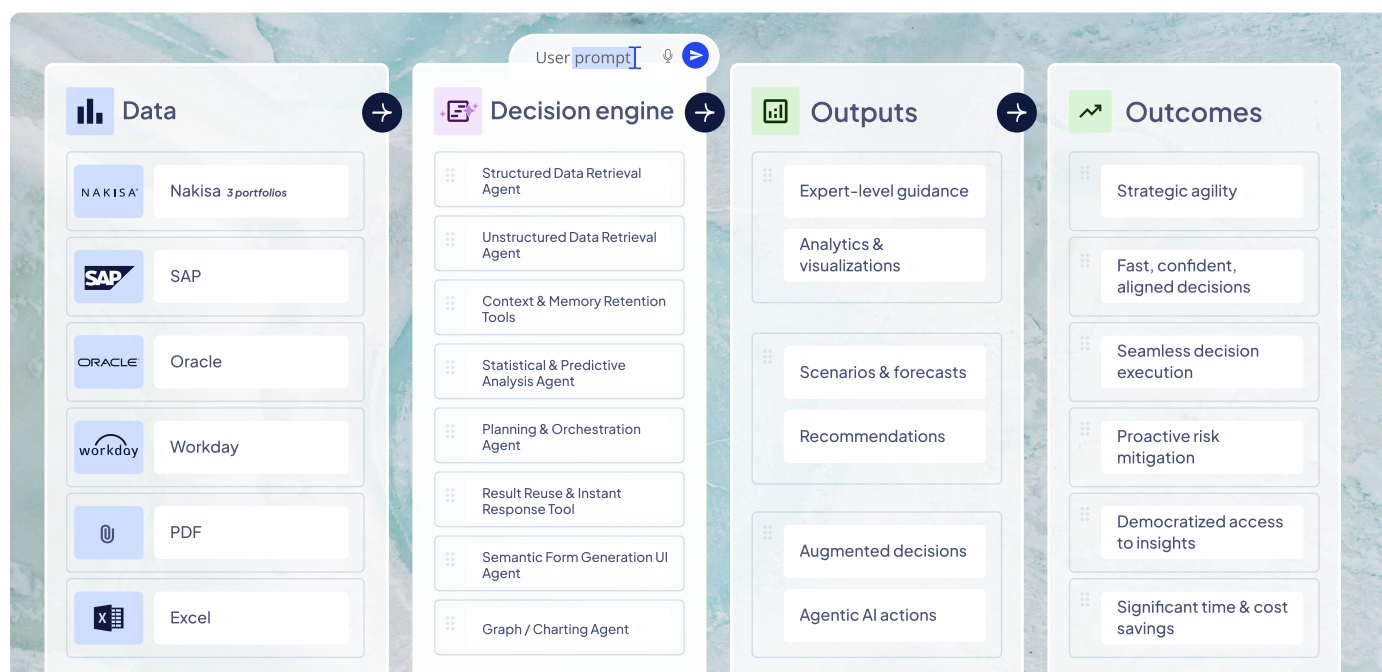 User prompt
Data
NAKISA
Nakisa 3 portfolios
SAP
SAP
ORACLE
Oracle
workday
Workday
PDF
X
Excel
Decision engine
Structured Data Retrieval
Agent
Unstructured Data Retrieval
Agent
Context & Memory Retention
Tools
Statistical & Predictive
Analysis Agent
Planning & Orchestration
Agent
Result Reuse & Instant
Response Tool
Semantic Form Generation UI
Agent
Graph / Charting Agent
Outputs
Expert-level guidance
Analytics &
visualizations
Scenarios & forecasts
Recommendations
Augmented decisions
Agentic AI actions
Outcomes
Strategic agility
Fast, confident,
aligned decisions
Seamless decision
execution
Proactive risk
mitigation
Democratized access
to insights
Significant time & cost
savings